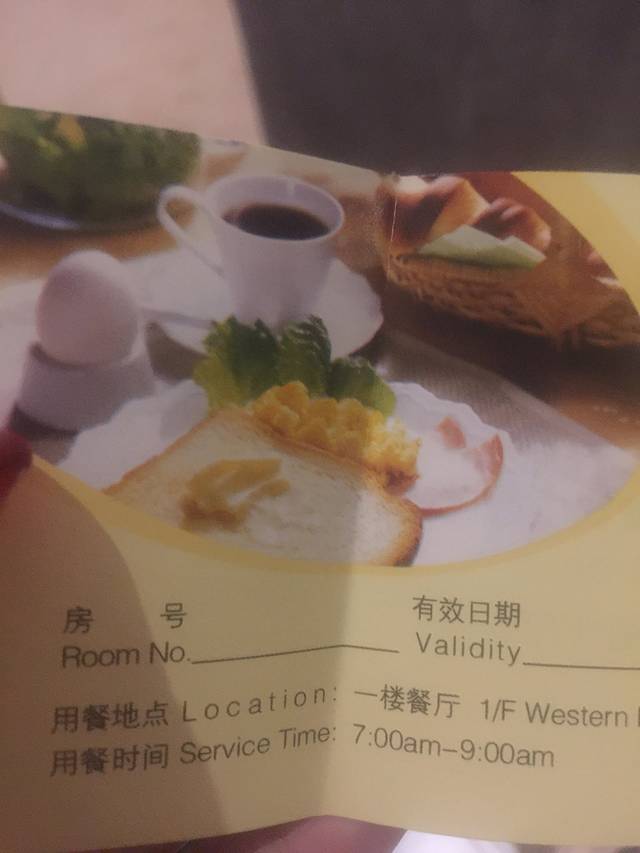 房 号
Room No.
有效日期
Validity
用餐地点 Location: 一楼餐厅 1/F Western
用餐时间 Service Time: 7:00am–9:00am